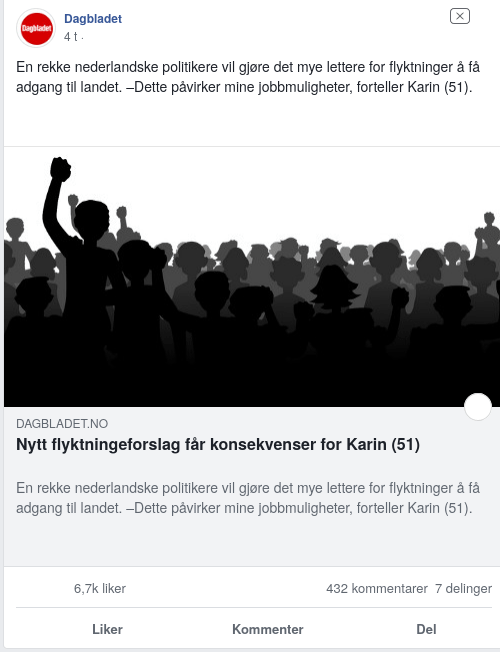 Dagbladet
Dagbladet
4 t ·
En rekke nederlandske politikere vil gjøre det mye lettere for flyktninger å få
adgang til landet. –Dette påvirker mine jobbmuligheter, forteller Karin (51).
DAGBLADET.NO
Nytt flyktningeforslag får konsekvenser for Karin (51)
En rekke nederlandske politikere vil gjøre det mye lettere for flyktninger å få
adgang til landet. –Dette påvirker mine jobbmuligheter, forteller Karin (51).
6,7k liker 432 kommentarer 7 delinger
Liker Kommenter Del